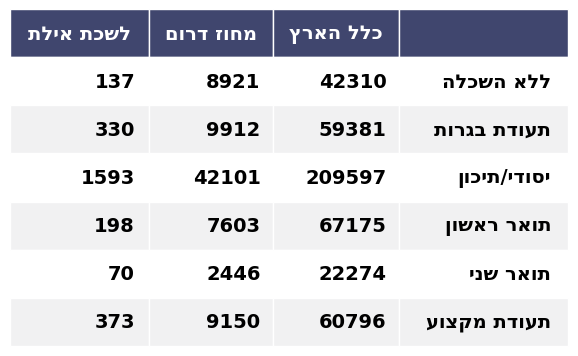 כלל הארץ מחוז דרום לשכת אילת
ללא השכלה 42310 8921 137
תעודת בגרות 59381 9912 330
יסודי/תיכון 209597 42101 1593
תואר ראשון 67175 7603 198
תואר שני 22274 2446 70
תעודת מקצוע 60796 9150 373